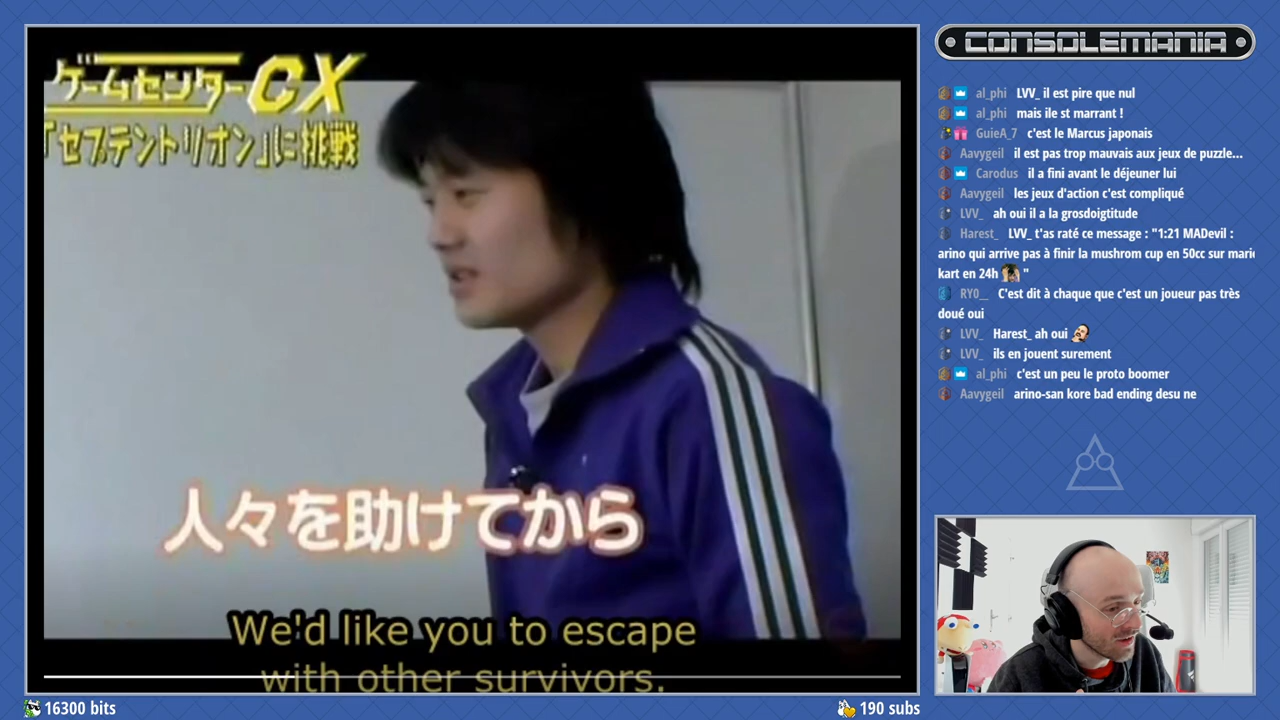 ゲームセンターCX
「セプテントリオン」に挑戦
人々を助けてから
We'd like you to escape
with other survivors.
CONSOLEMANIA
al_phi LVV_ il est pire que nul
al_phi mais ile st marrant !
GuieA_7 c'est le Marcus japonais
Aavygeil il est pas trop mauvais aux jeux de puzzle...
Carodus il a fini avant le déjeuner lui
Aavygeil les jeux d'action c'est compliqué
LVV_ ah oui il a la grosdoigtitude
Harest_ LVV_ t'as raté ce message : "1:21 MADevil :
arino qui arrive pas à finir la mushrom cup en 50cc sur mario
kart en 24h "
RY0__ C'est dit à chaque que c'est un joueur pas très
doué oui
LVV_ Harest_ ah oui
LVV_ ils en jouent surement
al_phi c'est un peu le proto boomer
Aavygeil arino-san kore bad ending desu ne
16300 bits
190 subs